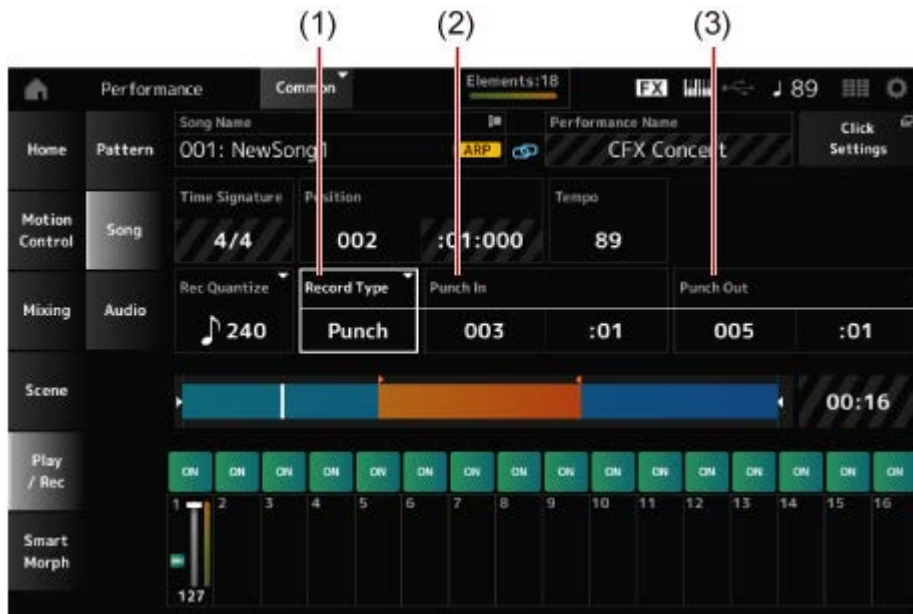 (1) (2) (3)
Performance Common Elements:18 FX 89
Home Pattern Song Name Performance Name Click Settings
001: NewSong1 ARP CFX Concert
Motion Control Song Time Signature Position Tempo
4/4 002 :01:000 89
Mixing Audio Rec Quantize Record Type Punch In Punch Out
240 Punch 003 :01 005 :01
Scene 00:16
Play / Rec ON ON ON ON ON ON ON ON ON ON ON ON ON ON ON ON
1 2 3 4 5 6 7 8 9 10 11 12 13 14 15 16
Smart Morph
127